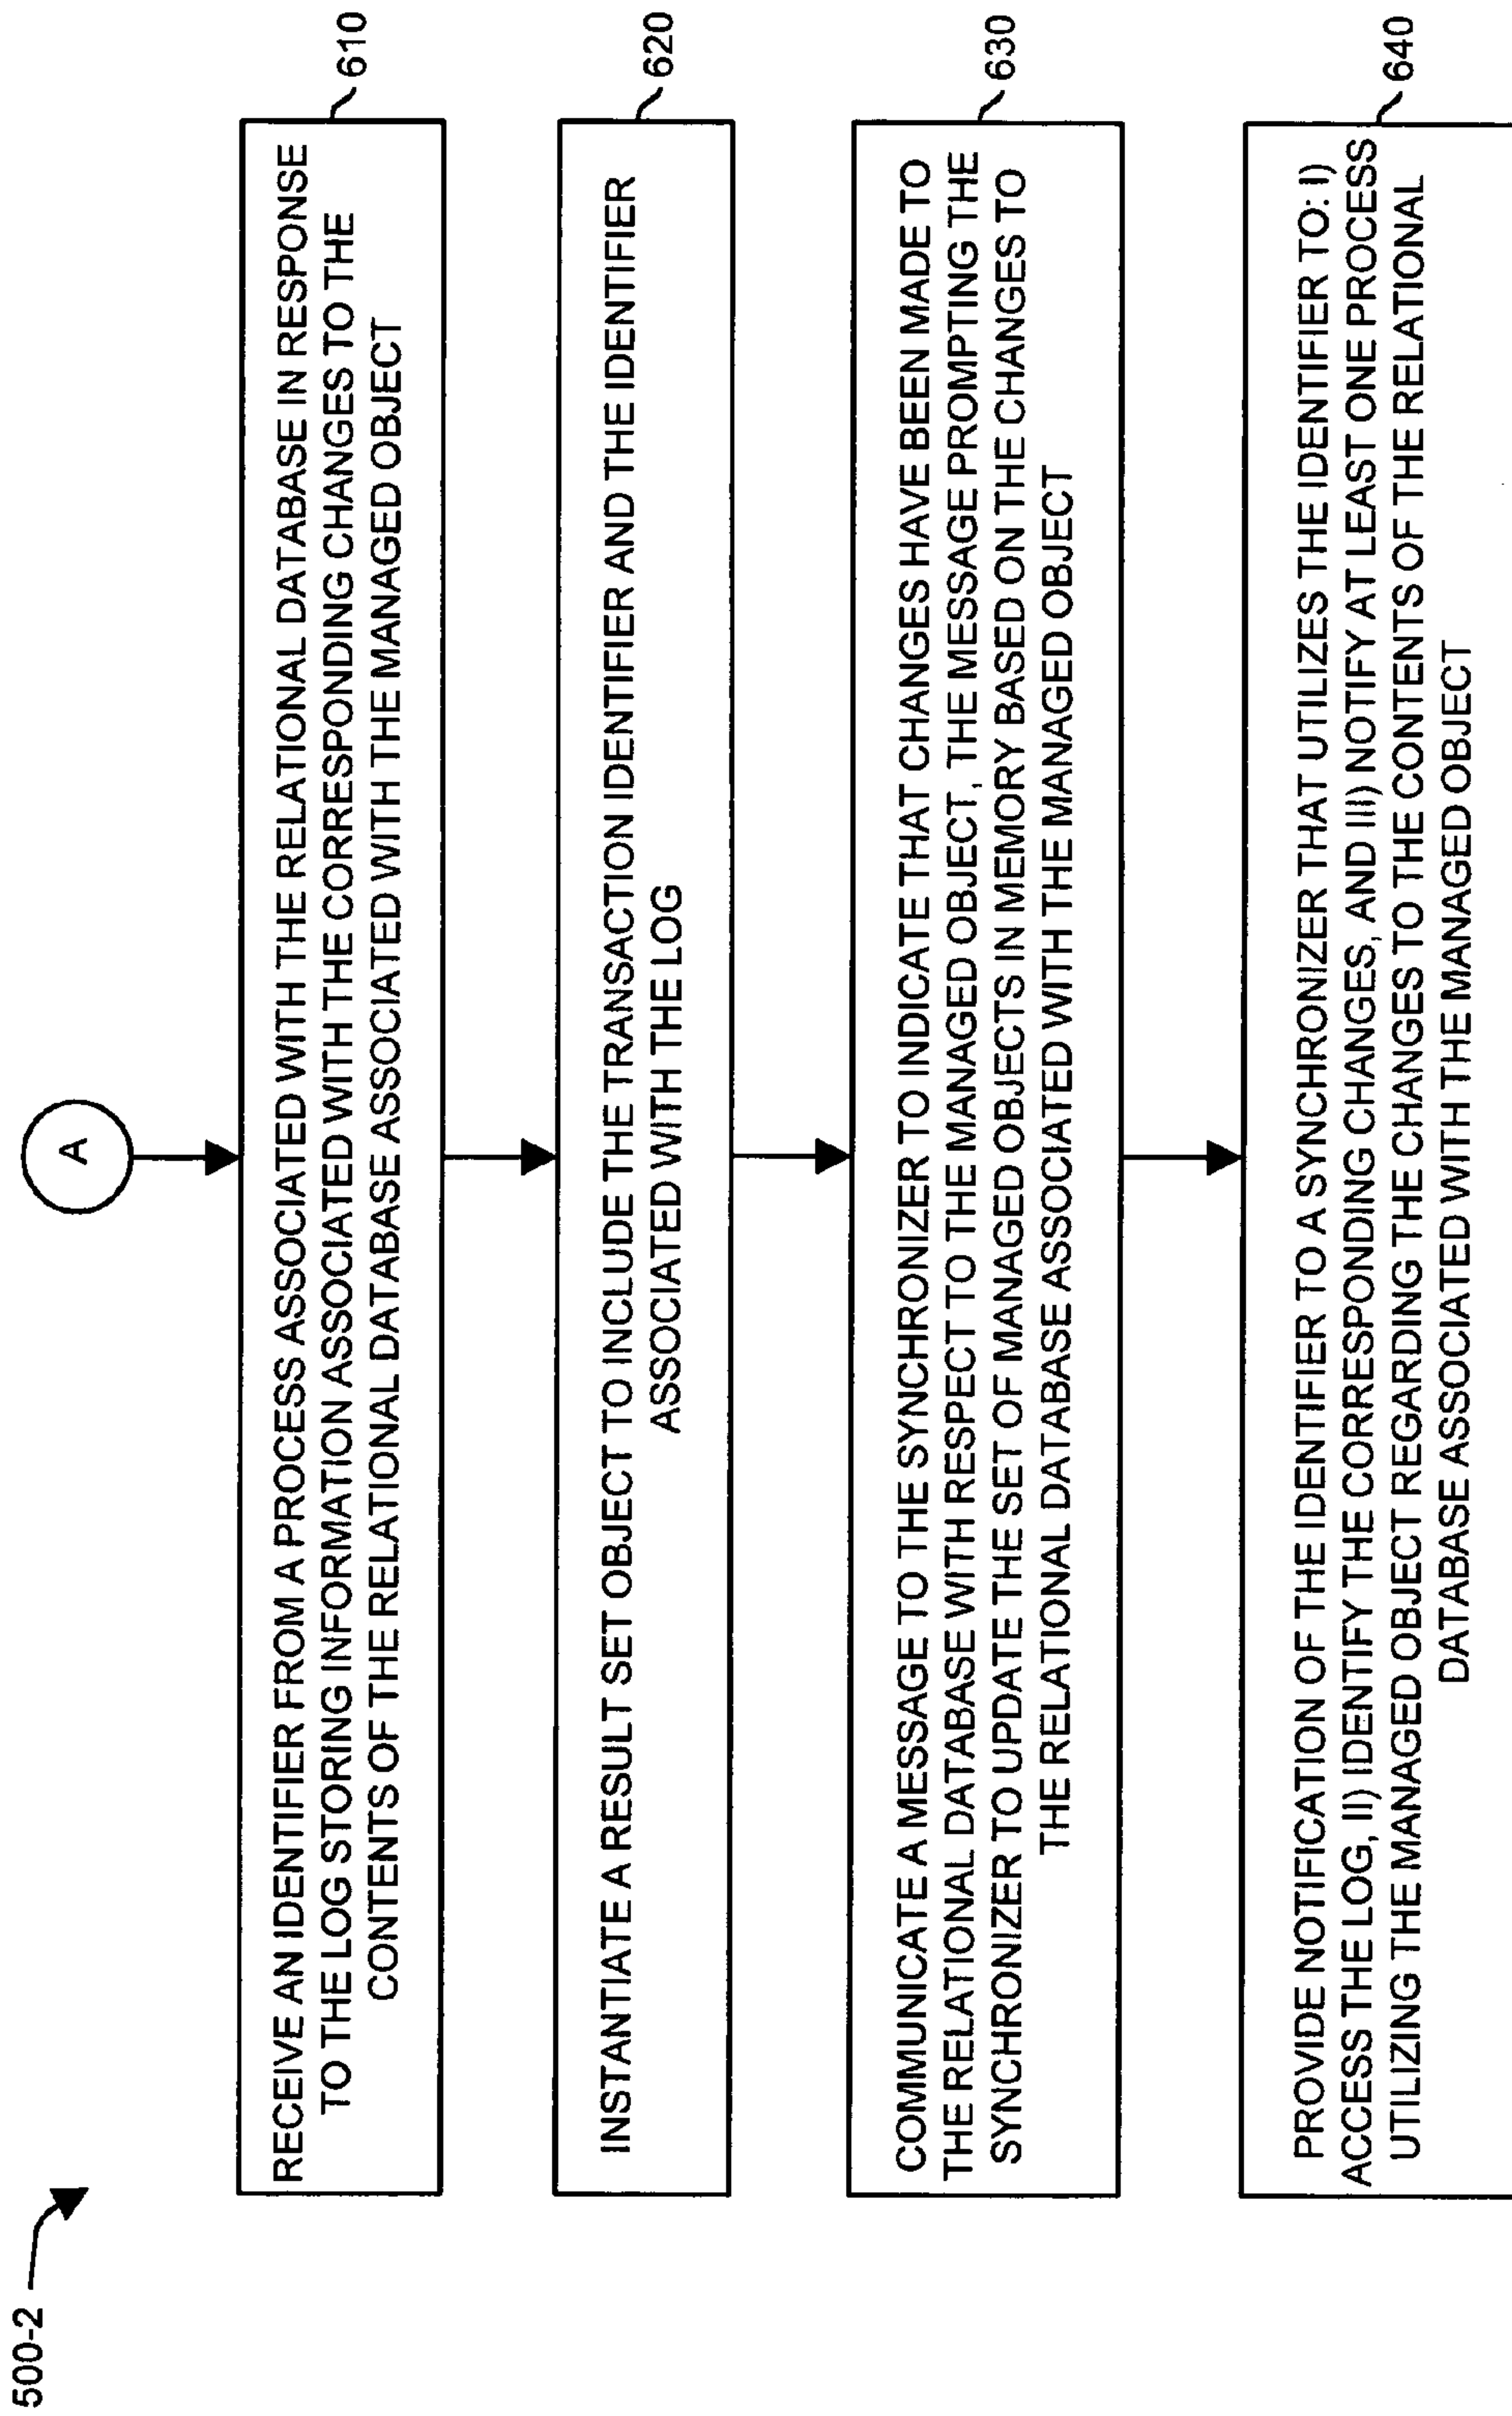 500-2
A
RECEIVE AN IDENTIFIER FROM A PROCESS ASSOCIATED WITH THE RELATIONAL DATABASE IN RESPONSE
TO THE LOG STORING INFORMATION ASSOCIATED WITH THE CORRESPONDING CHANGES TO THE
CONTENTS OF THE RELATIONAL DATABASE ASSOCIATED WITH THE MANAGED OBJECT
610
INSTANTIATE A RESULT SET OBJECT TO INCLUDE THE TRANSACTION IDENTIFIER AND THE IDENTIFIER
ASSOCIATED WITH THE LOG
620
COMMUNICATE A MESSAGE TO THE SYNCHRONIZER TO INDICATE THAT CHANGES HAVE BEEN MADE TO
THE RELATIONAL DATABASE WITH RESPECT TO THE MANAGED OBJECT, THE MESSAGE PROMPTING THE
SYNCHRONIZER TO UPDATE THE SET OF MANAGED OBJECTS IN MEMORY BASED ON THE CHANGES TO
THE RELATIONAL DATABASE ASSOCIATED WITH THE MANAGED OBJECT
630
PROVIDE NOTIFICATION OF THE IDENTIFIER TO A SYNCHRONIZER THAT UTILIZES THE IDENTIFIER TO: I)
ACCESS THE LOG, II) IDENTIFY THE CORRESPONDING CHANGES, AND III) NOTIFY AT LEAST ONE PROCESS
UTILIZING THE MANAGED OBJECT REGARDING THE CHANGES TO THE CONTENTS OF THE RELATIONAL
DATABASE ASSOCIATED WITH THE MANAGED OBJECT
640